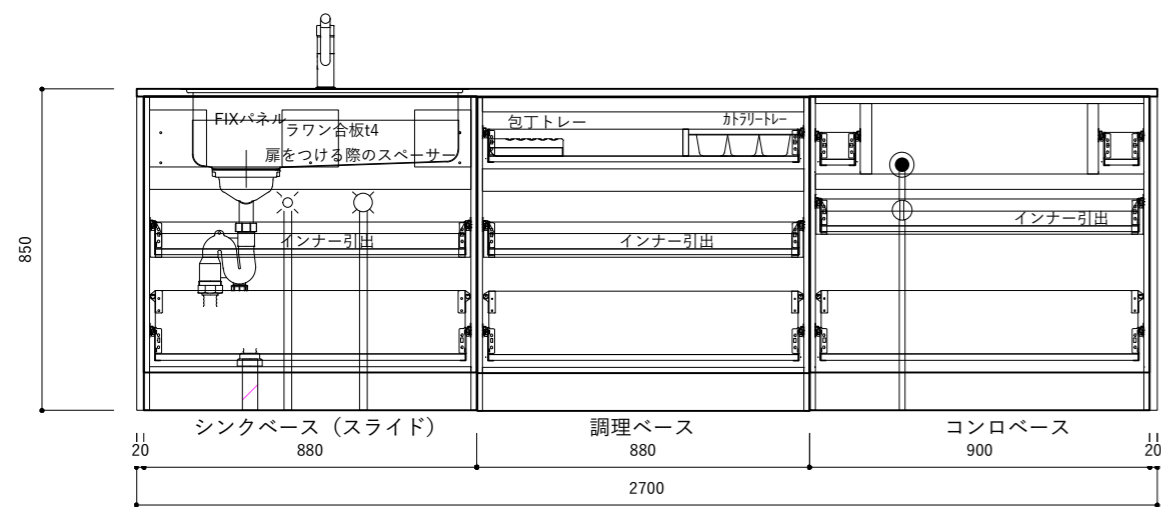 FIXパネル
ラワン合板t4
扉をつける際のスペーサー
包丁トレー
カトラリートレー
インナー引出
インナー引出
インナー引出
850
シンクベース（スライド）
調理ベース
コンロベース
20
880
880
900
20
2700